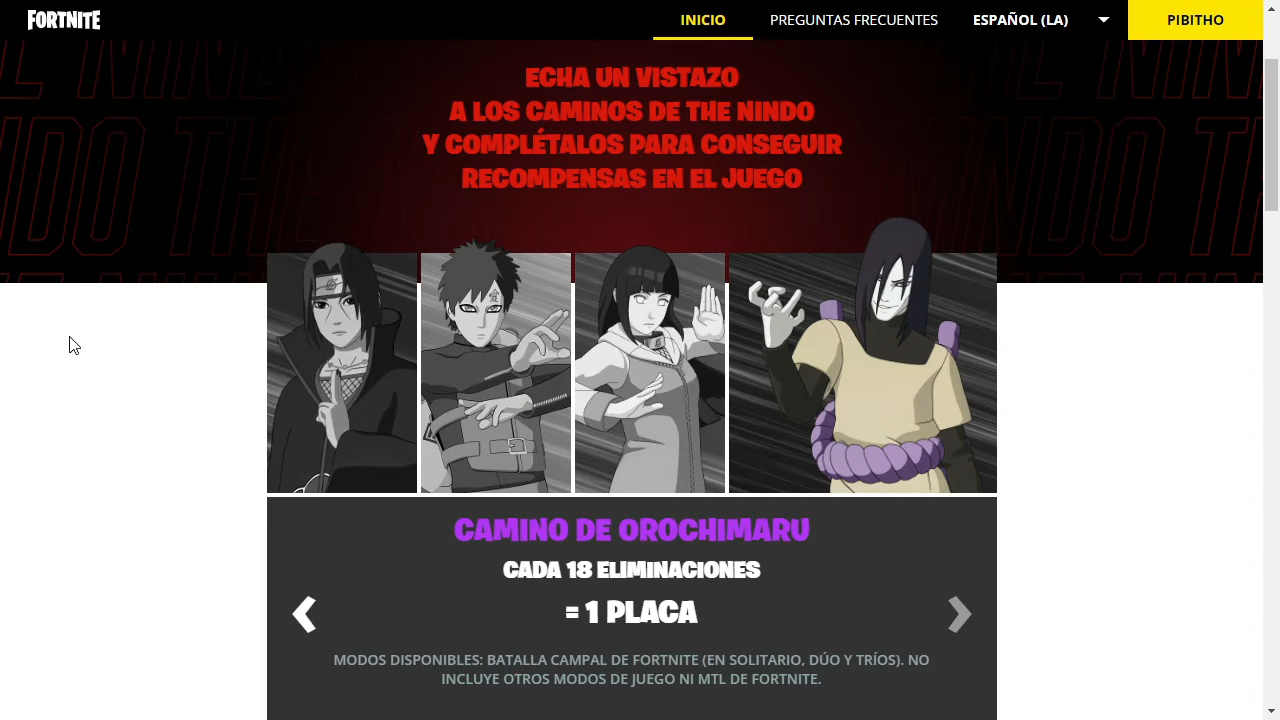 FORTNITE
INICIO
PREGUNTAS FRECUENTES
ESPAÑOL (LA)
PIBITHO
ECHA UN VISTAZO
A LOS CAMINOS DE THE NINDO
Y COMPLÉTALOS PARA CONSEGUIR
RECOMPENSAS EN EL JUEGO
CAMINO DE OROCHIMARU
CADA 18 ELIMINACIONES
= 1 PLACA
MODOS DISPONIBLES: BATALLA CAMPAL DE FORTNITE (EN SOLITARIO, DÚO Y TRÍOS). NO
INCLUYE OTROS MODOS DE JUEGO NI MTL DE FORTNITE.